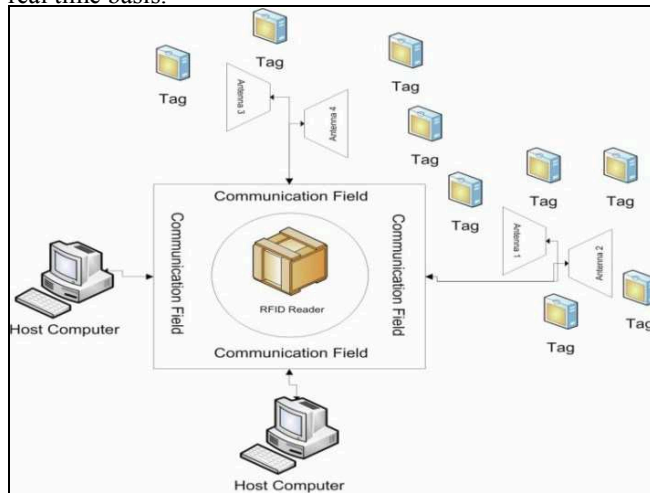 real time basis.
Tag
Tag
Tag
Antenna 3
Antenna 4
Tag
Tag
Tag
Tag
Communication Field
Communication Field
Communication Field
RFID Reader
Communication Field
Antenna 1
Antenna 2
Host Computer
Tag
Tag
Host Computer